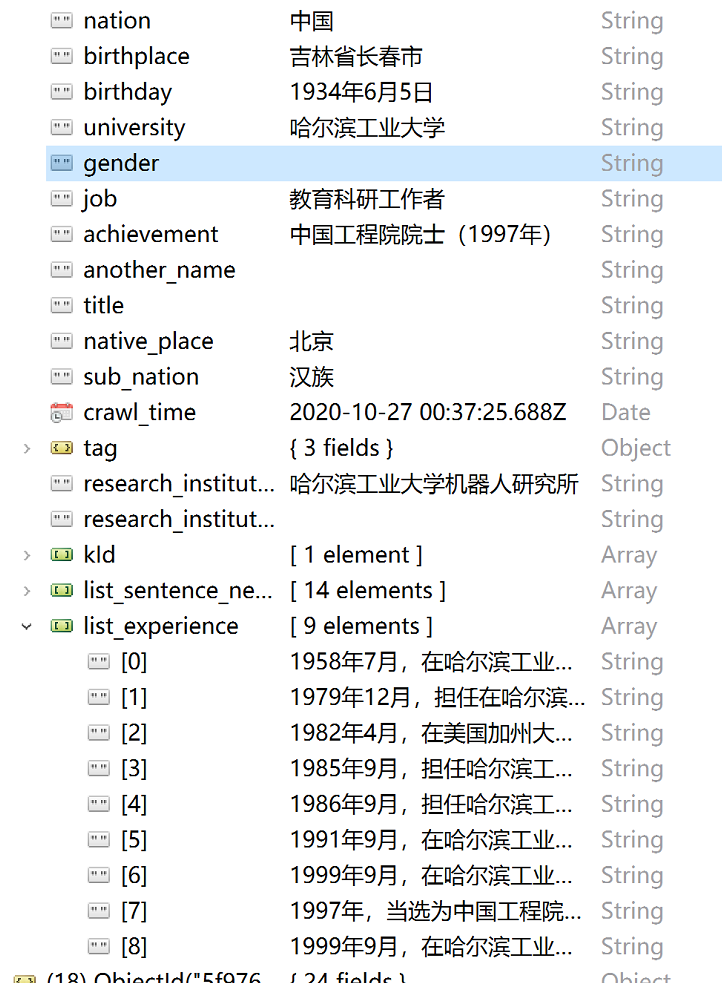 nation 中国 String
birthplace 吉林省长春市 String
birthday 1934年6月5日 String
university 哈尔滨工业大学 String
gender String
job 教育科研工作者 String
achievement 中国工程院院士（1997年） String
another_name String
title String
native_place 北京 String
sub_nation 汉族 String
crawl_time 2020-10-27 00:37:25.688Z Date
tag { 3 fields } Object
research_institut... 哈尔滨工业大学机器人研究所 String
research_institut... String
kId [ 1 element ] Array
list_sentence_ne... [ 14 elements ] Array
list_experience [ 9 elements ] Array
[0] 1958年7月，在哈尔滨工业... String
[1] 1979年12月，担任在哈尔滨... String
[2] 1982年4月，在美国加州大... String
[3] 1985年9月，担任哈尔滨工... String
[4] 1986年9月，担任哈尔滨工... String
[5] 1991年9月，在哈尔滨工业... String
[6] 1999年9月，在哈尔滨工业... String
[7] 1997年，当选为中国工程院... String
[8] 1999年9月，在哈尔滨工业... String
(18) ObjectId("5f976... { 24 fields } Object